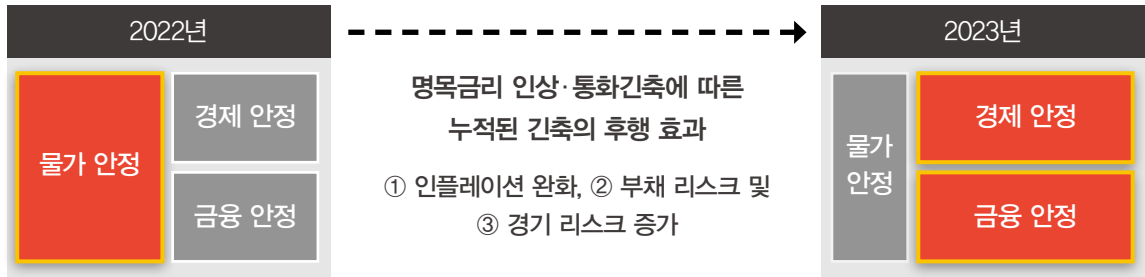 2022년
물가 안정
경제 안정
금융 안정
명목금리 인상·통화긴축에 따른
누적된 긴축의 후행 효과
① 인플레이션 완화, ② 부채 리스크 및
③ 경기 리스크 증가
2023년
물가
안정
경제 안정
금융 안정